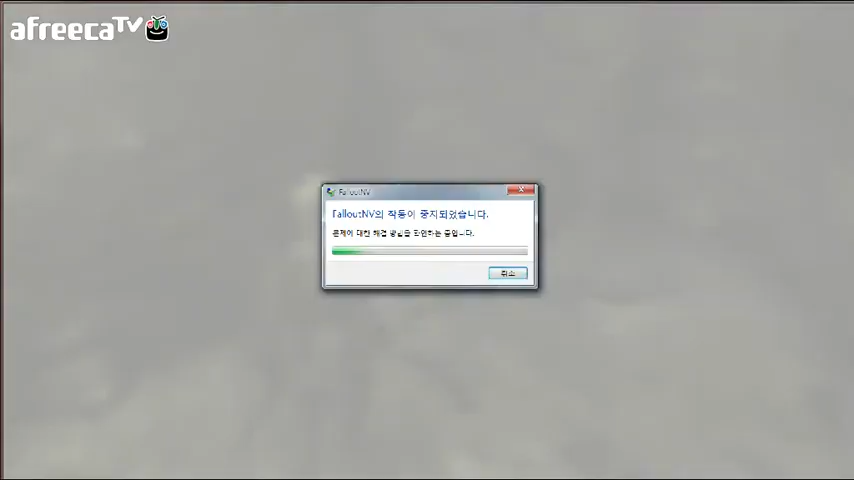 afreecaTV
FalloutNV
FalloutNV의 작동이 중지되었습니다.
문제에 대한 해결 방법을 확인하는 중입니다.
취소